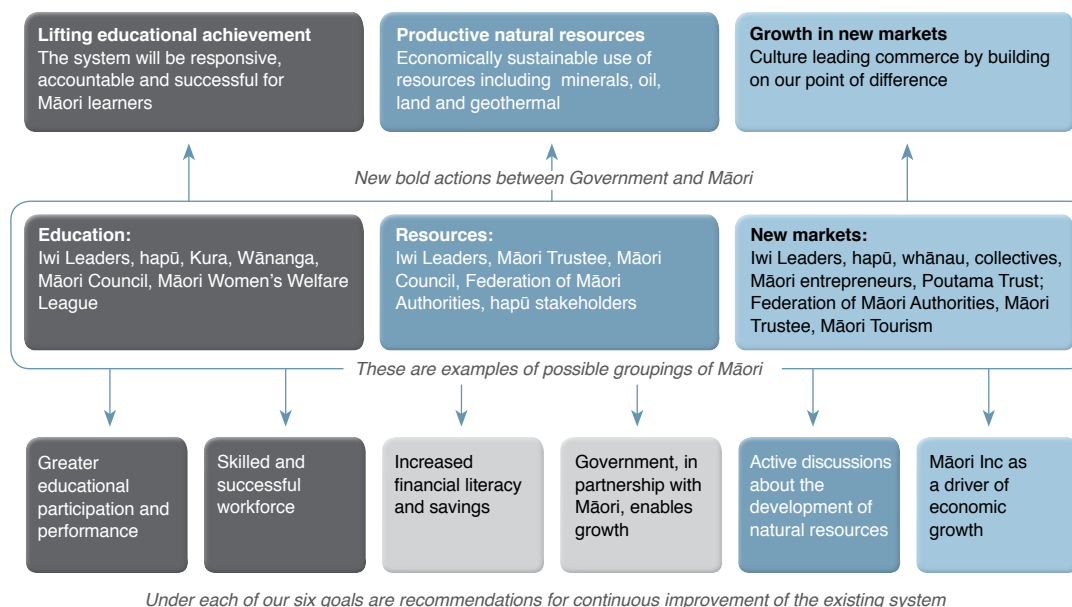 Lifting educational achievement
The system will be responsive,
accountable and successful for
Māori learners
Productive natural resources
Economically sustainable use of
resources including minerals, oil,
land and geothermal
Growth in new markets
Culture leading commerce by building
on our point of difference
New bold actions between Government and Māori
Education:
Iwi Leaders, hapū, Kura, Wānanga,
Māori Council, Māori Women's Welfare
League
Resources:
Iwi Leaders, Māori Trustee, Māori
Council, Federation of Māori
Authorities, hapū stakeholders
New markets:
Iwi Leaders, hapū, whānau, collectives,
Māori entrepreneurs, Poutama Trust;
Federation of Māori Authorities, Māori
Trustee, Māori Tourism
These are examples of possible groupings of Māori
Greater
educational
participation and
performance
Skilled and
successful
workforce
Increased
financial literacy
and savings
Government, in
partnership with
Māori, enables
growth
Active discussions
about the
development of
natural resources
Māori Inc as
a driver of
economic
growth
Under each of our six goals are recommendations for continuous improvement of the existing system